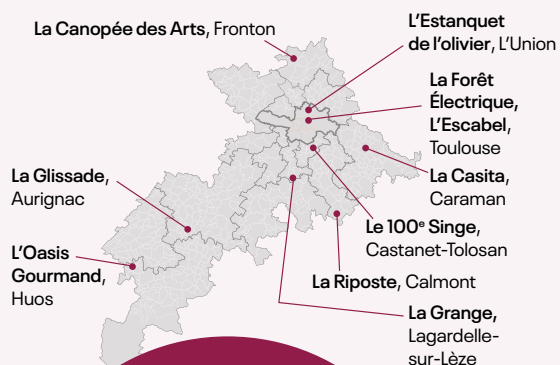 La Canopée des Arts, Fronton
L'Estanquet
de l'olivier, L'Union
La Forêt
Électrique,
L'Escabel,
Toulouse
La Casita,
Caraman
Le 100e Singe,
Castanet-Tolosan
La Riposte, Calmont
La Grange,
Lagardelle-
sur-Lèze
La Glissade,
Aurignac
L'Oasis
Gourmand,
Huos